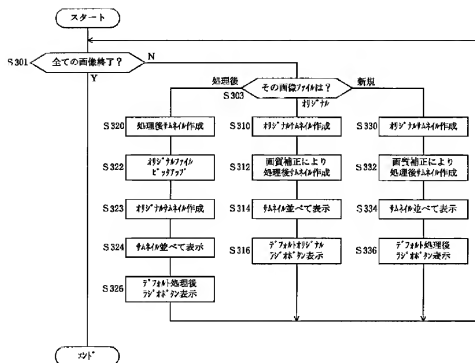 スタート
S301
全ての画像終了?
N
Y
処理後
その画像ファイルは?
新規
S303
オリジナル
S320
処理後サムネイル作成
S310
オリジナルサムネイル作成
S330
オリジナルサムネイル作成
S322
オリジナルファイル
ピックアップ
S312
画質補正により
処理後サムネイル作成
S332
画質補正により
処理後サムネイル作成
S323
オリジナルサムネイル作成
S314
サムネイル並べて表示
S334
サムネイル並べて表示
S324
サムネイル並べて表示
S316
デフォルトオリジナル
ラジオボタン表示
S336
デフォルト処理後
ラジオボタン表示
S325
デフォルト処理後
ラジオボタン表示
エンド